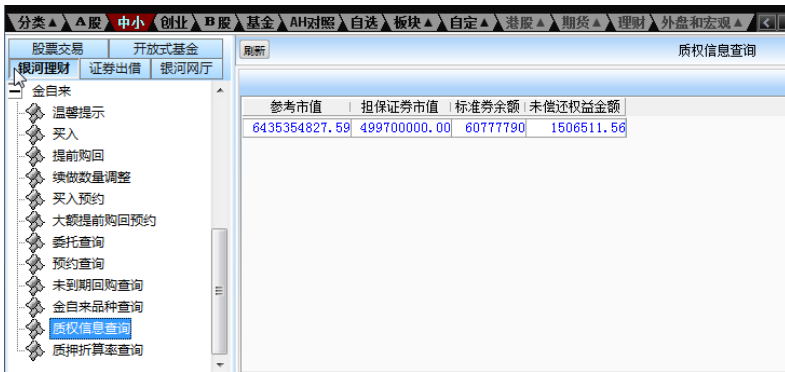 分类▲ A股 中小 创业 B股 基金 AH对照 自选 板块▲ 自定▲ 港股▲ 期货▲ 理财 外盘和宏观▲
股票交易 开放式基金
银河理财 证券出借 银河网厅
刷新 质权信息查询
金自来
温馨提示
买入
提前购回
续做数量调整
买入预约
大额提前购回预约
委托查询
预约查询
未到期回购查询
金自来品种查询
质权信息查询
质押折算率查询
参考市值 担保证券市值 标准券余额 未偿还权益金额
6435354827.59 499700000.00 60777790 1506511.56